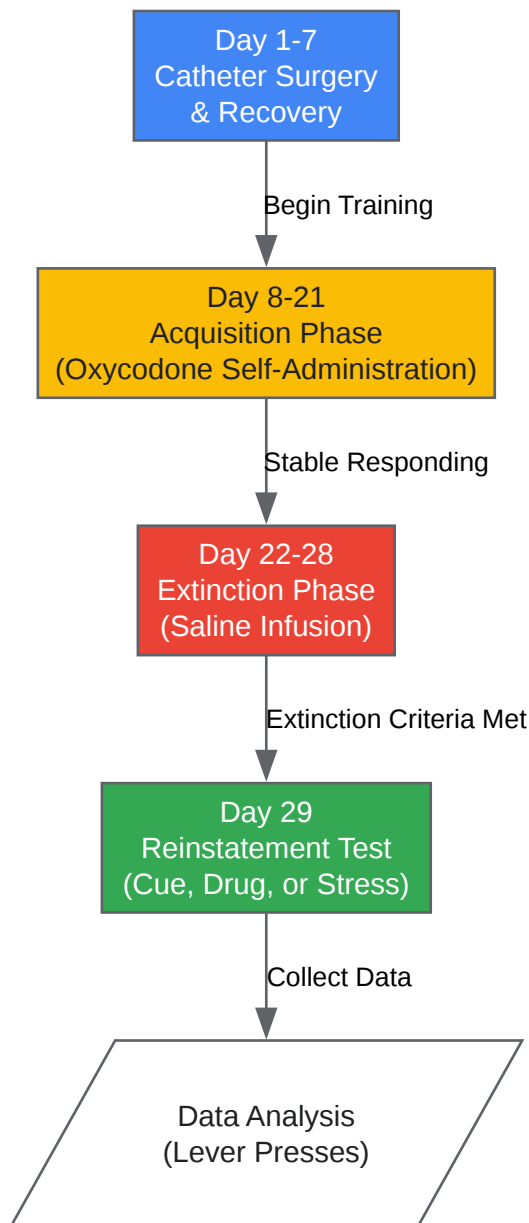 Day 1-7
Catheter Surgery
& Recovery
Begin Training
Day 8-21
Acquisition Phase
(Oxycodone Self-Administration)
Stable Responding
Day 22-28
Extinction Phase
(Saline Infusion)
Extinction Criteria Met
Day 29
Reinstatement Test
(Cue, Drug, or Stress)
Collect Data
Data Analysis
(Lever Presses)